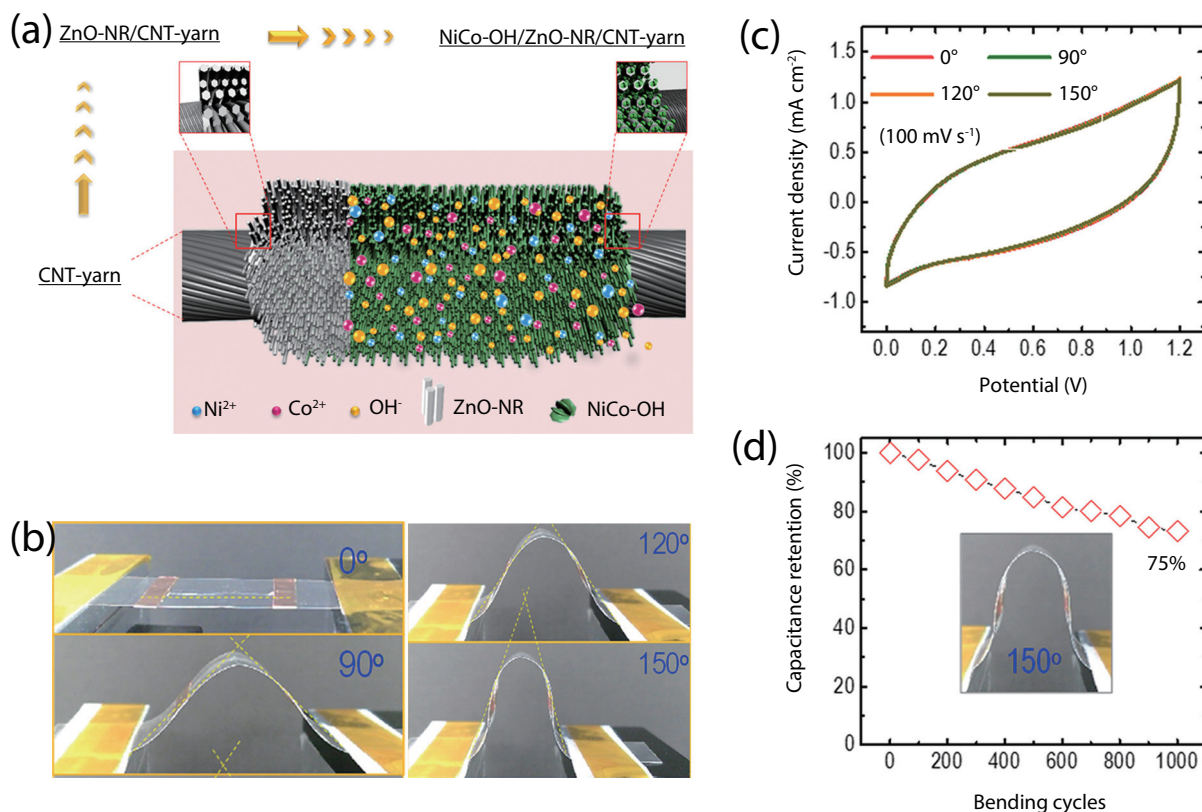 (a)
ZnO-NR/CNT-yarn
NiCo-OH/ZnO-NR/CNT-yarn
CNT-yarn
Ni²⁺
Co²⁺
OH⁻
ZnO-NR
NiCo-OH
(b)
0°
120°
90°
150°
(c)
Current density (mA cm⁻²)
1.5
1.0
0.5
0.0
-0.5
-1.0
0°
90°
120°
150°
(100 mV s⁻¹)
0.0 0.2 0.4 0.6 0.8 1.0 1.2
Potential (V)
(d)
Capacitance retention (%)
100
80
60
40
20
0
75%
150°
0 200 400 600 800 1000
Bending cycles